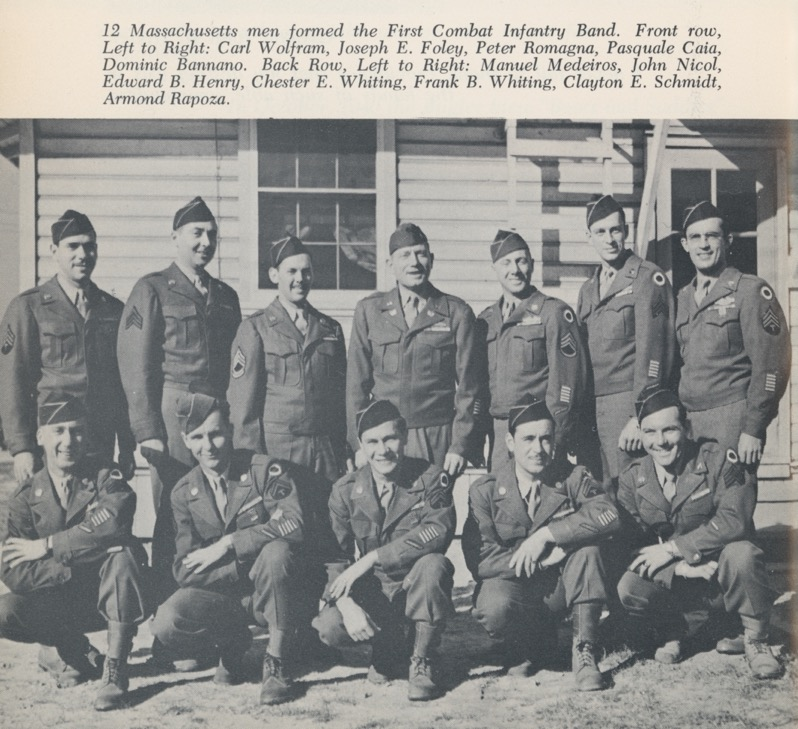 12 Massachusetts men formed the First Combat Infantry Band. Front row,
Left to Right: Carl Wolfram, Joseph E. Foley, Peter Romagna, Pasquale Caia,
Dominic Bannano. Back Row, Left to Right: Manuel Medeiros, John Nicol,
Edward B. Henry, Chester E. Whiting, Frank B. Whiting, Clayton E. Schmidt,
Armond Rapoza.